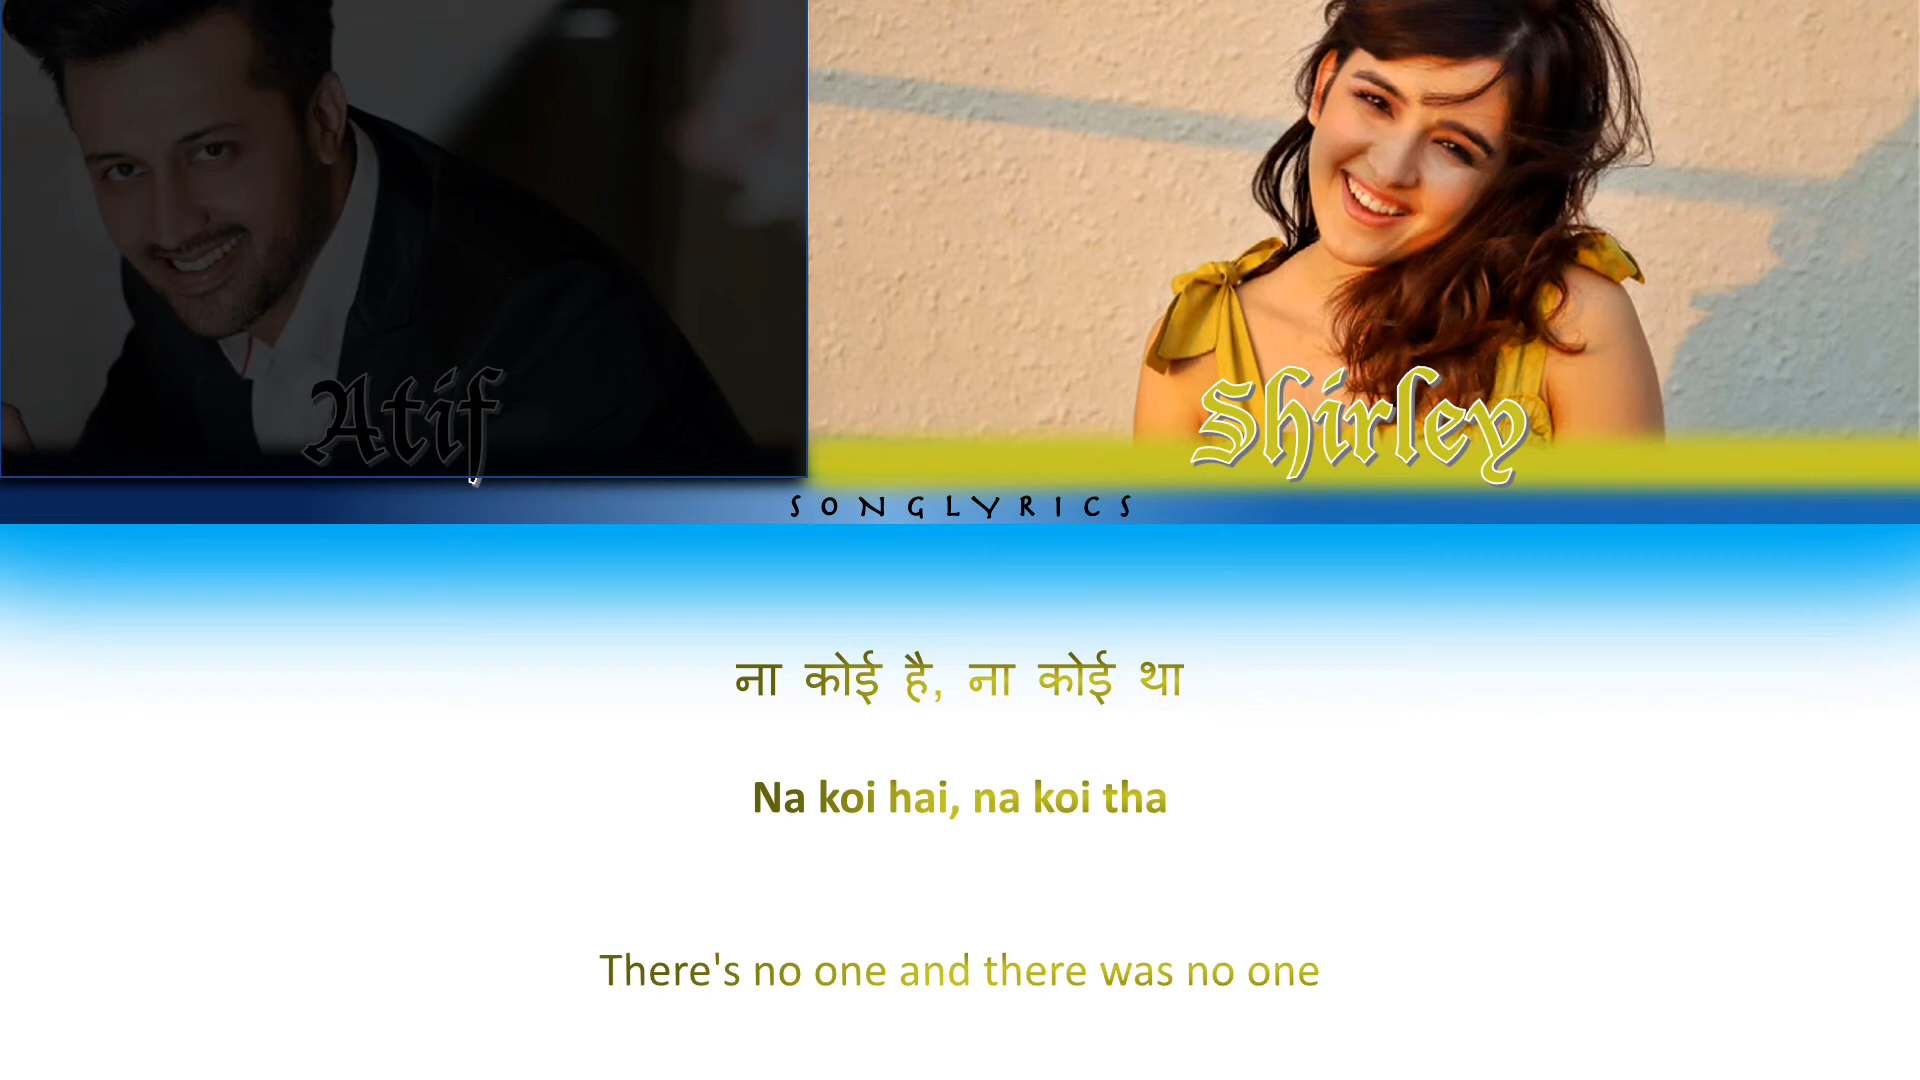 Atif
Shirley
SONGLYRICS
ना कोई है, ना कोई था
Na koi hai, na koi tha
There's no one and there was no one